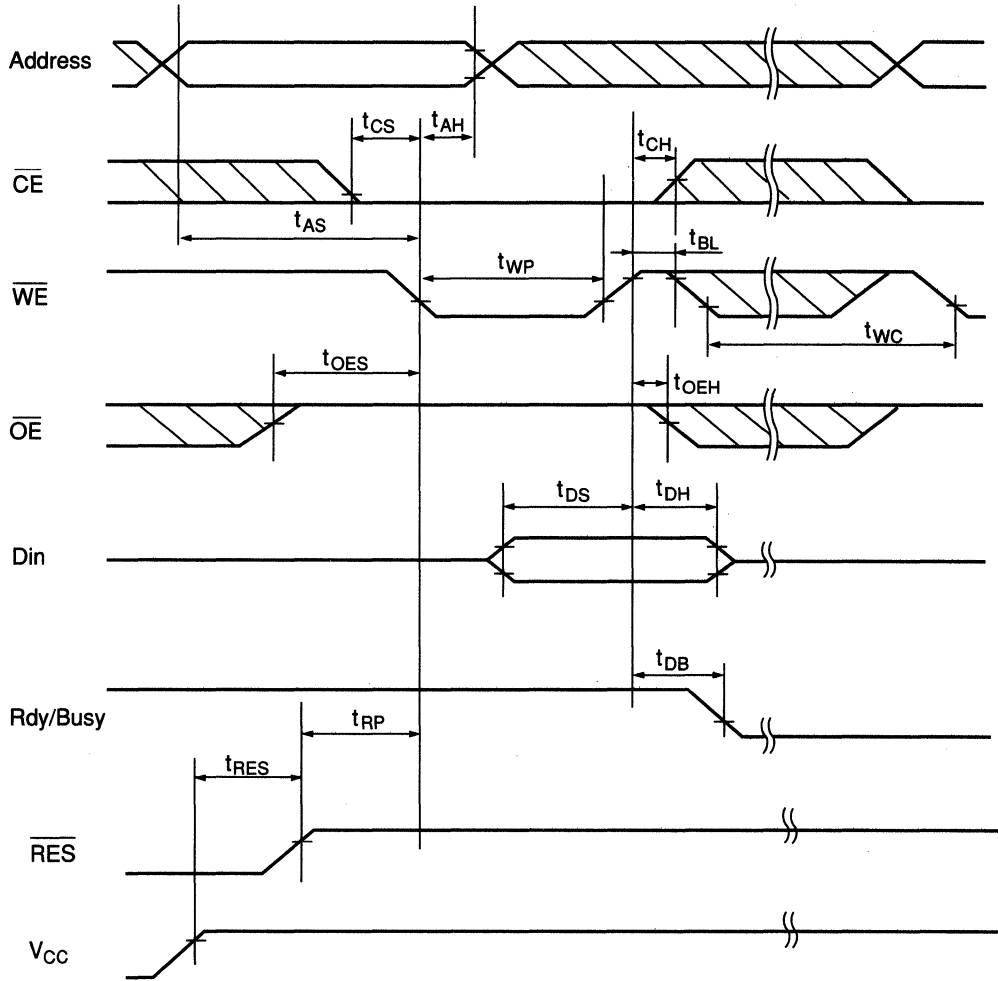 Address
tCS
tAH
tCH
CE
tAS
tBL
tWP
WE
tWC
tOES
tOEH
OE
tDS
tDH
Din
tDB
Rdy/Busy
tRP
tRES
RES
VCC